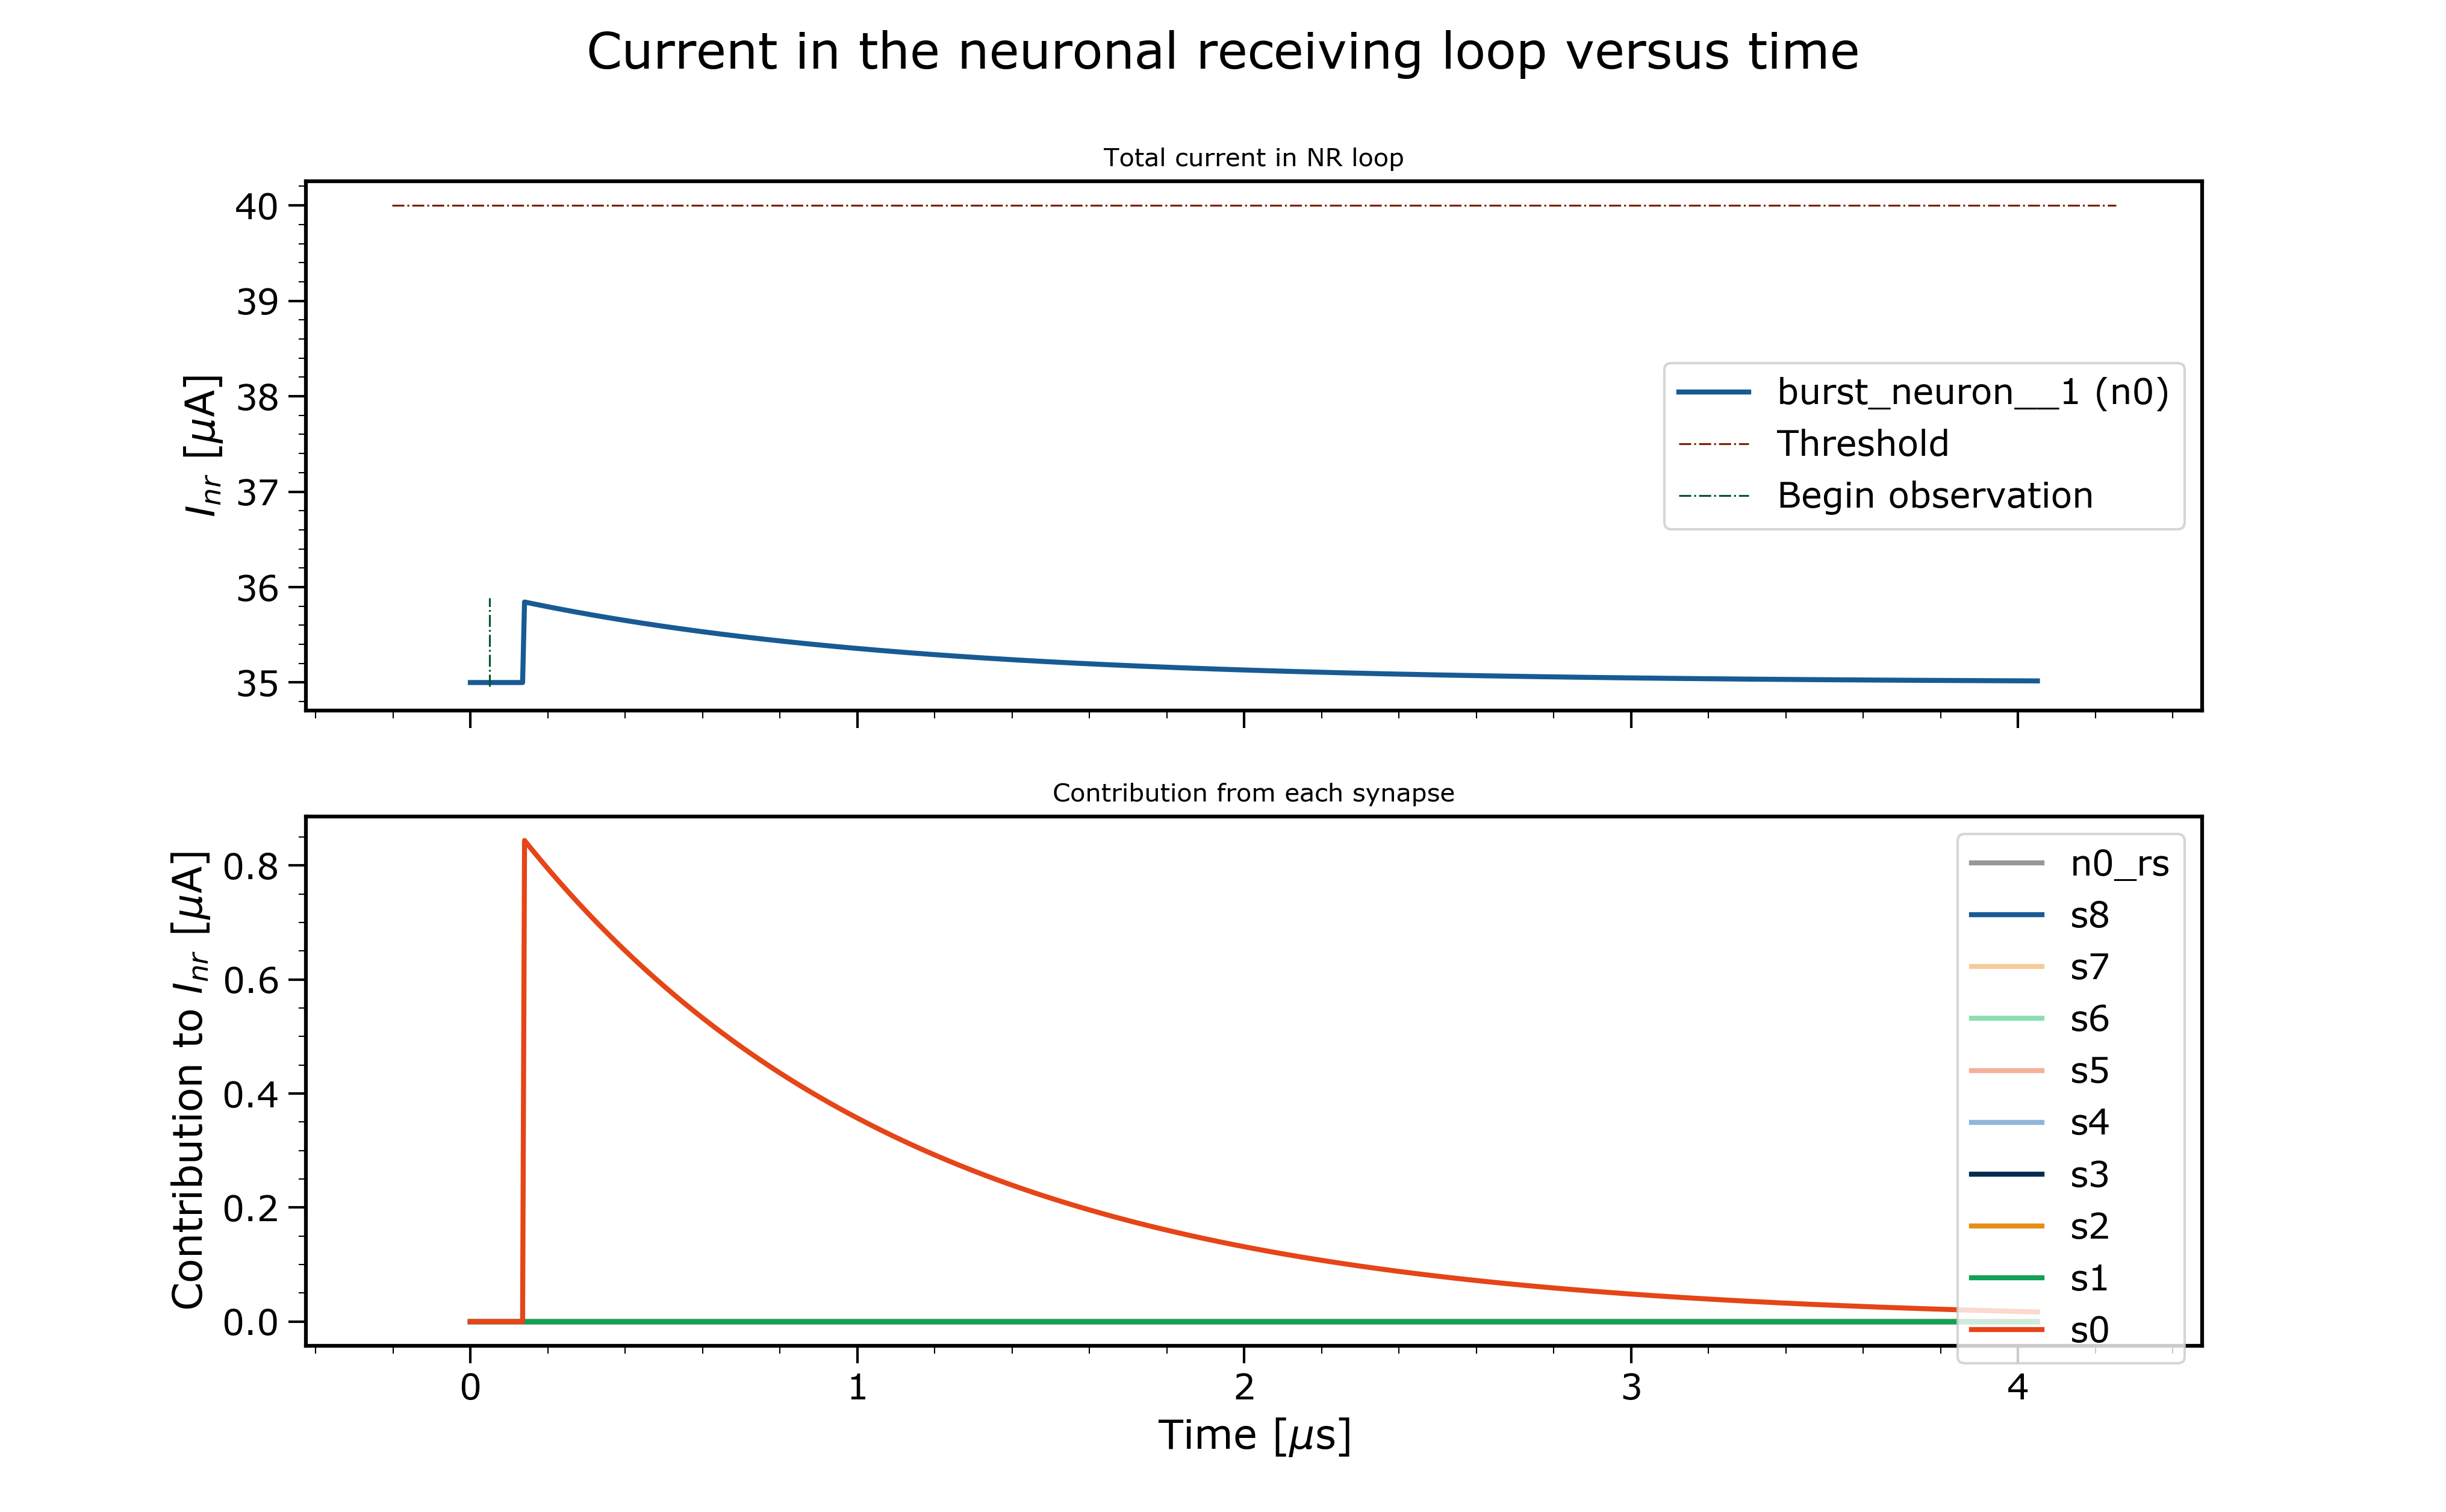 Current in the neuronal receiving loop versus time
Total current in NR loop
40
39
38
37
36
35
I_nr [μA]
burst_neuron__1 (n0)
Threshold
Begin observation
Contribution from each synapse
0.8
0.6
0.4
0.2
0.0
Contribution to I_nr [μA]
n0_rs
s8
s7
s6
s5
s4
s3
s2
s1
s0
0 1 2 3 4
Time [μs]